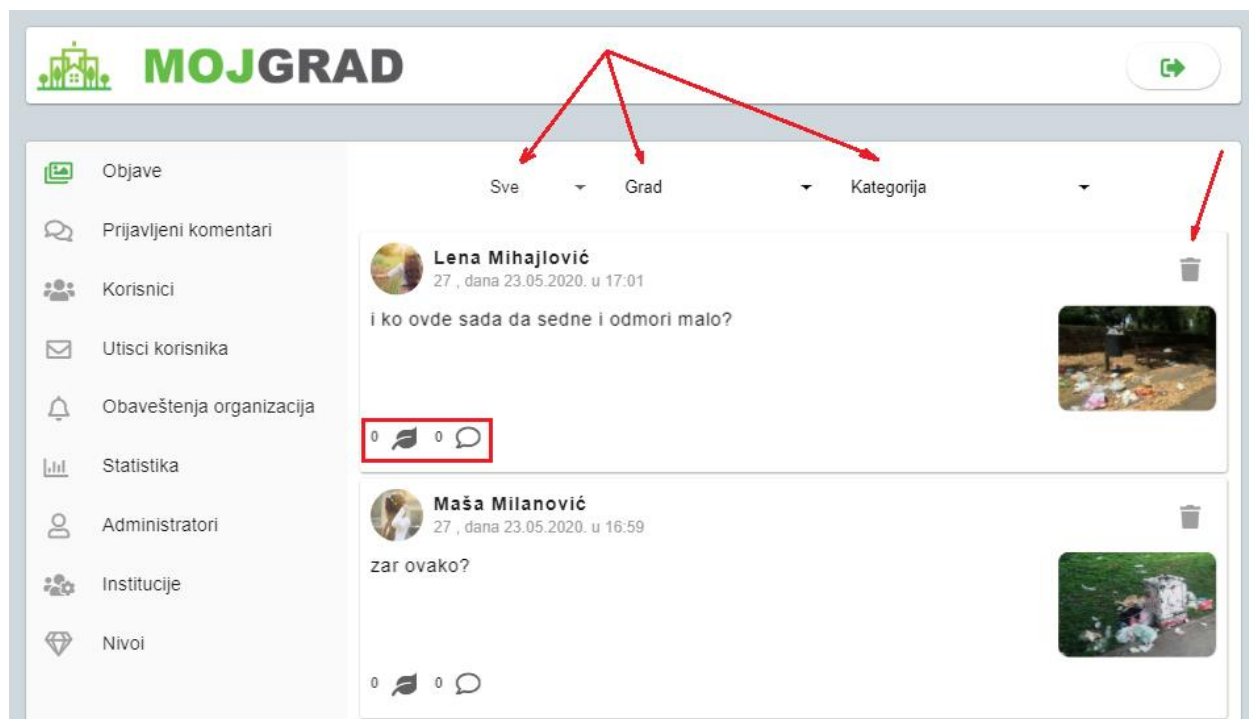 MOJGRAD
Objave
Prijavljeni komentari
Korisnici
Utisci korisnika
Obaveštenja organizacija
Statistika
Administratori
Institucije
Nivoi
Sve Grad Kategorija
Lena Mihajlović
27 , dana 23.05.2020. u 17:01
i ko ovde sada da sedne i odmori malo?
0 0
Maša Milanović
27 , dana 23.05.2020. u 16:59
zar ovako?
0 0